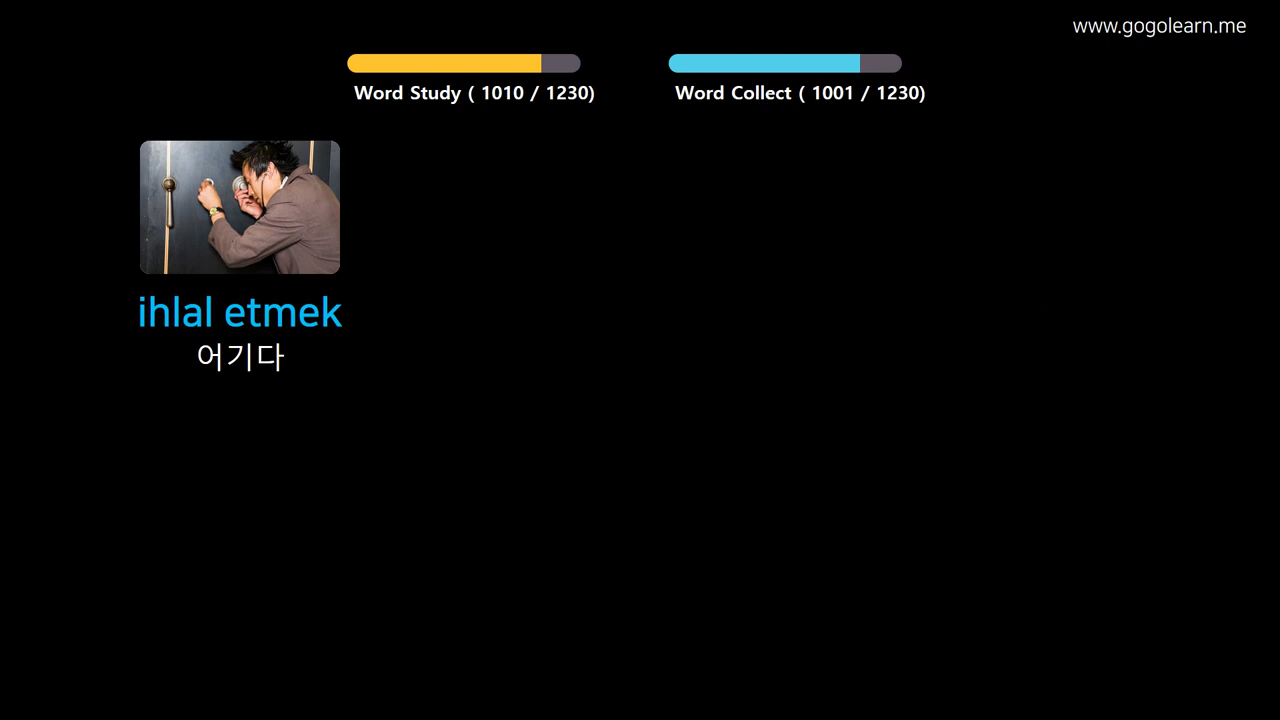 www.gogolearn.me
Word Study ( 1010 / 1230)
Word Collect ( 1001 / 1230)
ihlal etmek
어기다